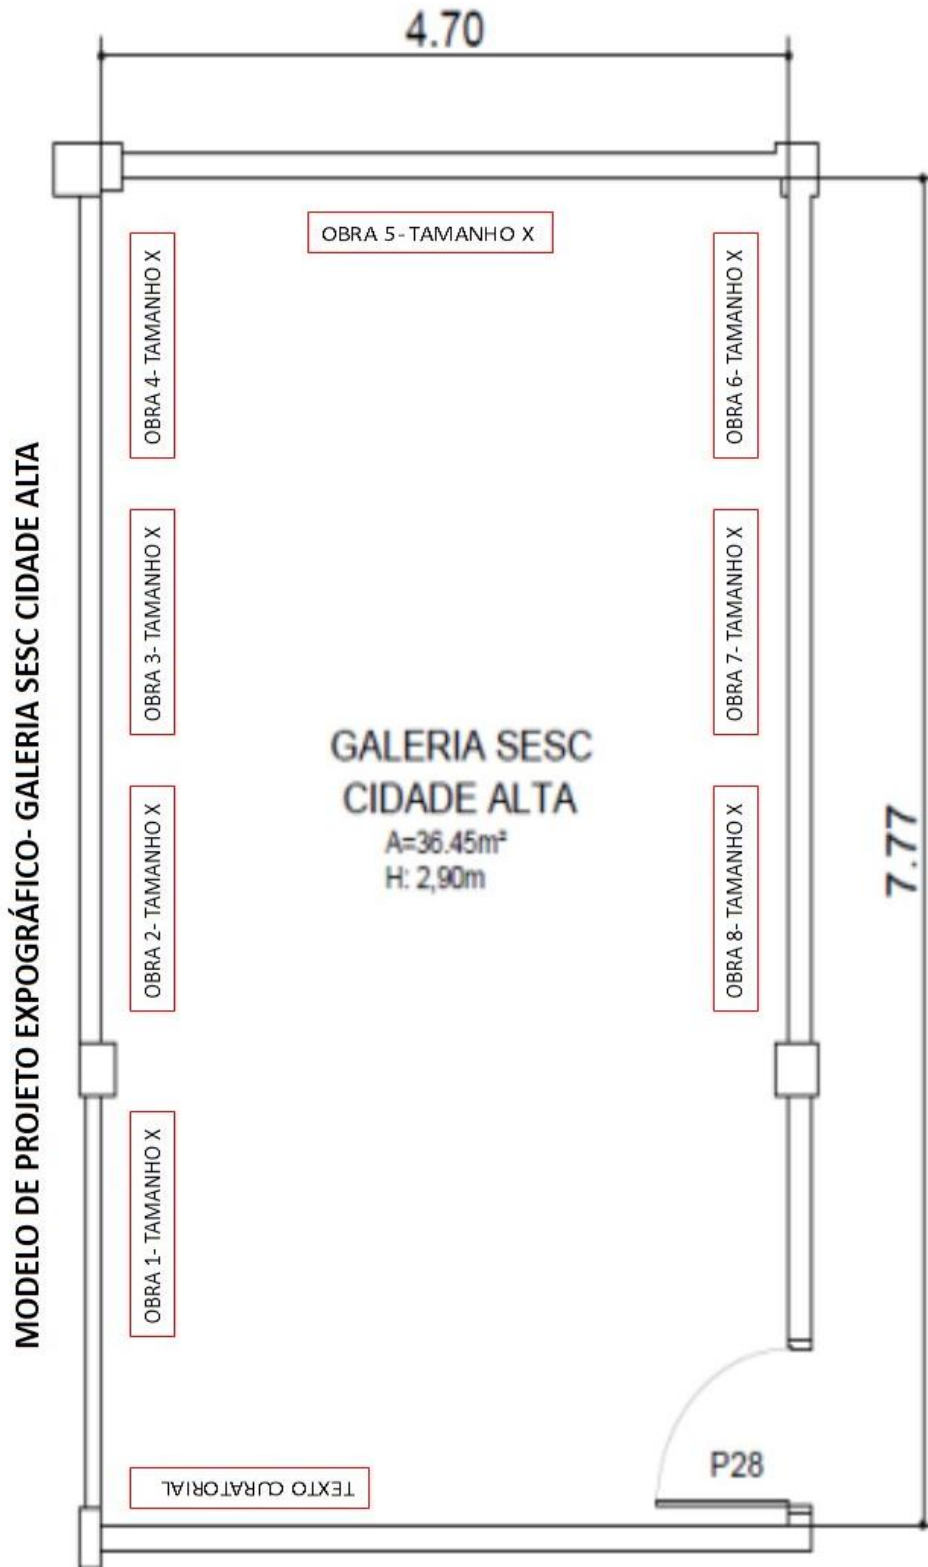 4.70
MODELO DE PROJETO EXPOGRÁFICO- GALERIA SESC CIDADE ALTA
OBRA 5- TAMANHO X
OBRA 4- TAMANHO X
OBRA 6- TAMANHO X
OBRA 3- TAMANHO X
OBRA 7- TAMANHO X
GALERIA SESC
CIDADE ALTA
A=36.45m²
H: 2,90m
7.77
OBRA 2- TAMANHO X
OBRA 8- TAMANHO X
OBRA 1- TAMANHO X
P28
TEXTO CURATORIAL